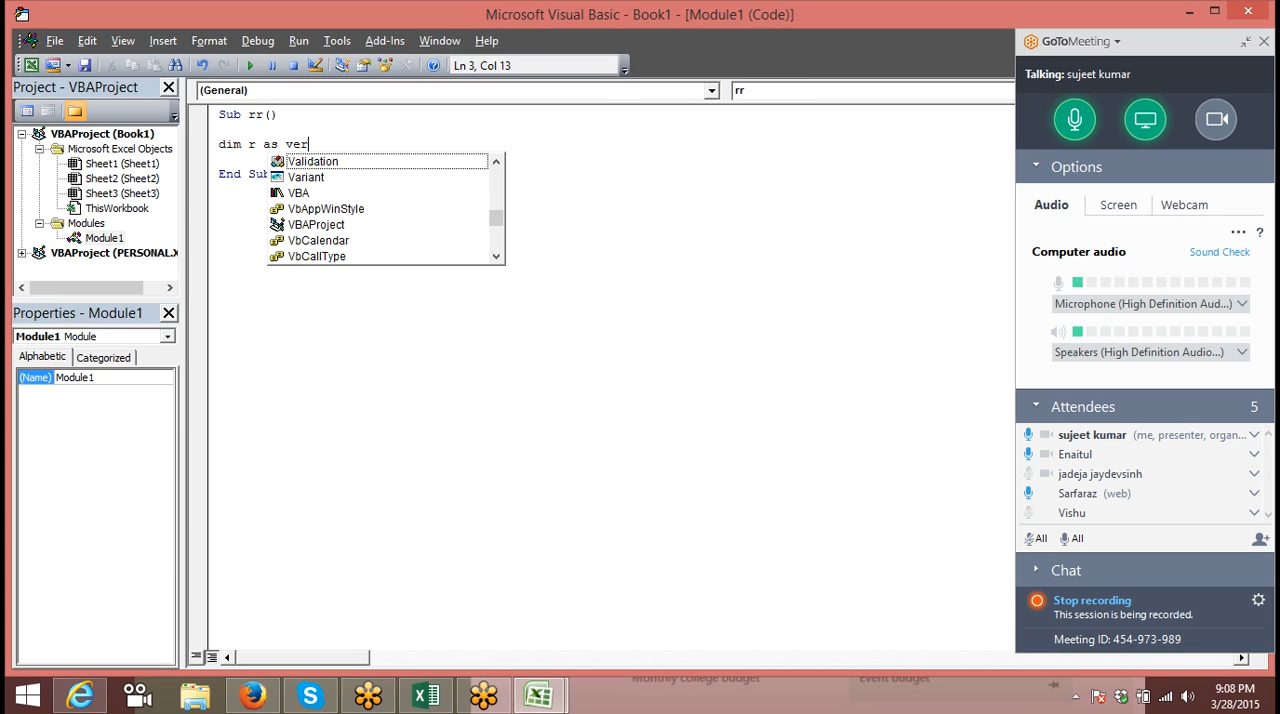 Microsoft Visual Basic - Book1 - [Module1 (Code)]
File Edit View Insert Format Debug Run Tools Add-Ins Window Help
Ln 3, Col 13
Project - VBAProject
(General)
rr
VBAProject (Book1)
Microsoft Excel Objects
Sheet1 (Sheet1)
Sheet2 (Sheet2)
Sheet3 (Sheet3)
ThisWorkbook
Modules
Module1
VBAProject (PERSONAL.X
Sub rr()
dim r as ver
End Sub
Validation
Variant
VBA
VbAppWinStyle
VBAProject
VbCalendar
VbCallType
Properties - Module1
Module1 Module
Alphabetic Categorized
(Name) Module1
GoToMeeting
Talking: sujeet kumar
Options
Audio Screen Webcam
... ?
Computer audio Sound Check
Microphone (High Definition Aud...)
Speakers (High Definition Audio...)
Attendees 5
sujeet kumar (me, presenter, organ...
Enaitul
jadeja jaydevsinh
Sarfaraz (web)
Vishu
All All
Chat
Stop recording
This session is being recorded.
Meeting ID: 454-973-989
Monthly college budget Event budget
9:08 PM
3/28/2015